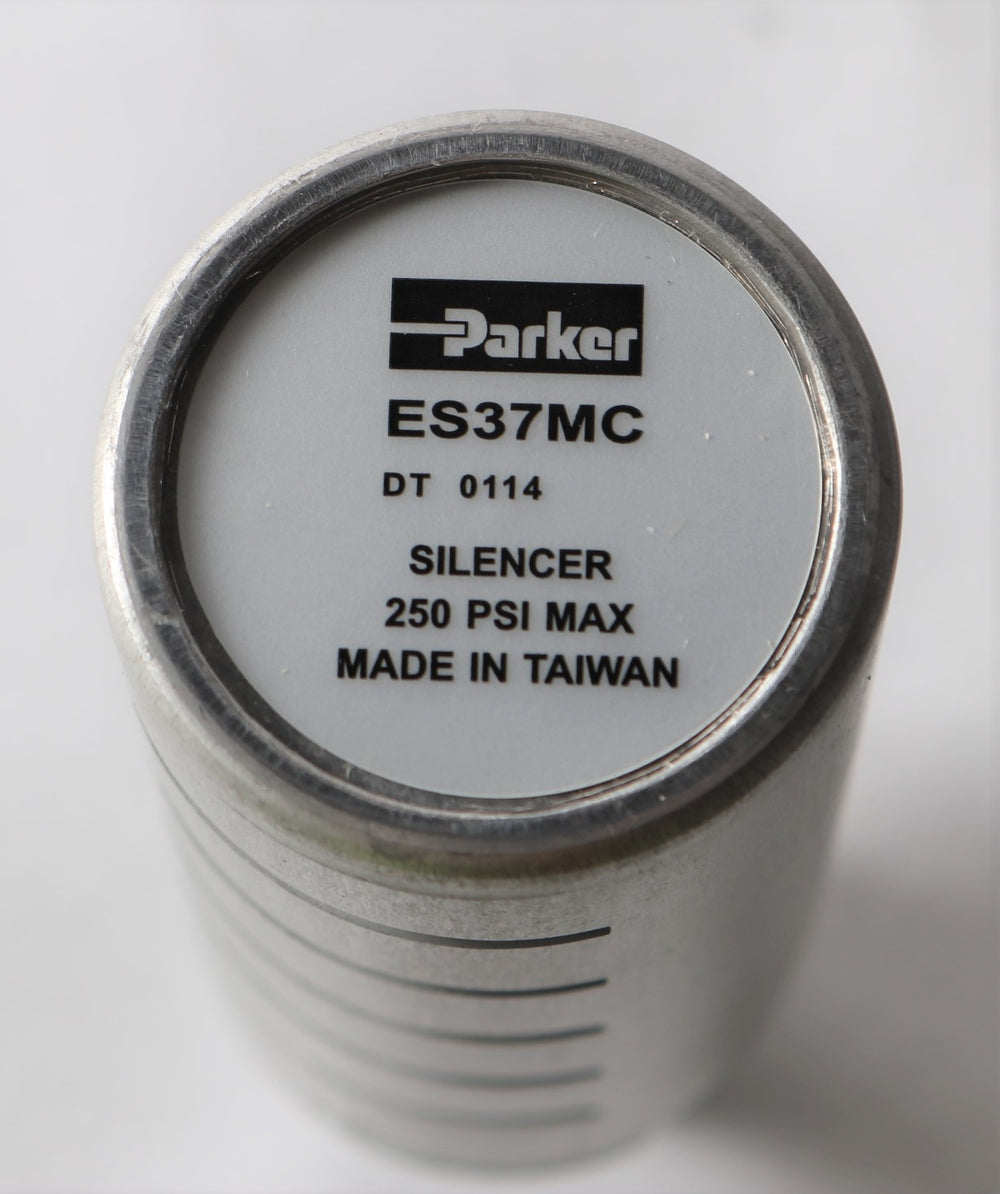 Parker
ES37MC
DT 0114
SILENCER
250 PSI MAX
MADE IN TAIWAN